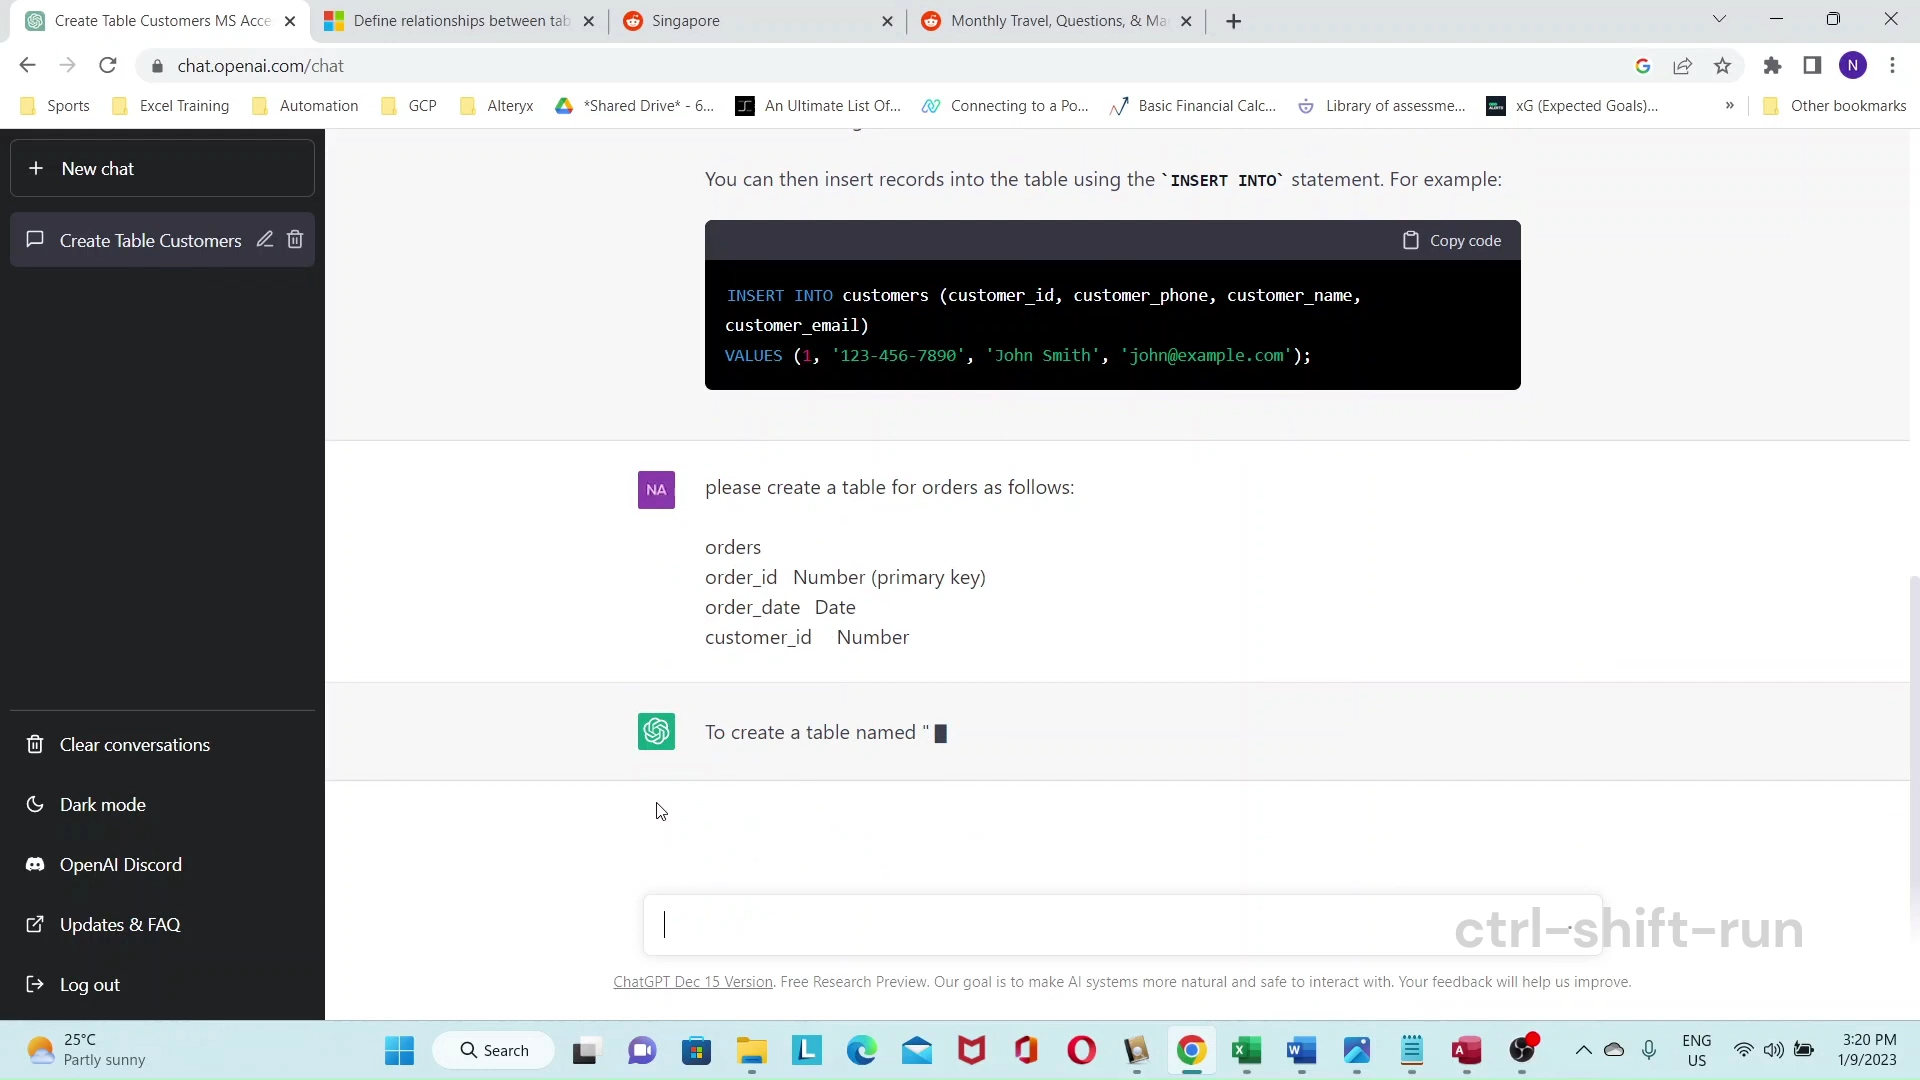 Create Table Customers MS Acce
Define relationships between tab
Singapore
Monthly Travel, Questions, & Ma
chat.openai.com/chat
N
Sports
Excel Training
Automation
GCP
Alteryx
*Shared Drive* - 6...
An Ultimate List Of...
Connecting to a Po...
Basic Financial Calc...
Library of assessme...
xG (Expected Goals)...
»
Other bookmarks
New chat
Create Table Customers
You can then insert records into the table using the `INSERT INTO` statement. For example:
Copy code
INSERT INTO customers (customer_id, customer_phone, customer_name,
customer_email)
VALUES (1, '123-456-7890', 'John Smith', 'john@example.com');
NA
please create a table for orders as follows:
orders
order_id Number (primary key)
order_date Date
customer_id Number
To create a table named "
Clear conversations
Dark mode
OpenAI Discord
Updates & FAQ
Log out
ctrl-shift-run
ChatGPT Dec 15 Version. Free Research Preview. Our goal is to make AI systems more natural and safe to interact with. Your feedback will help us improve.
25°C
Partly sunny
Search
ENG
US
3:20 PM
1/9/2023